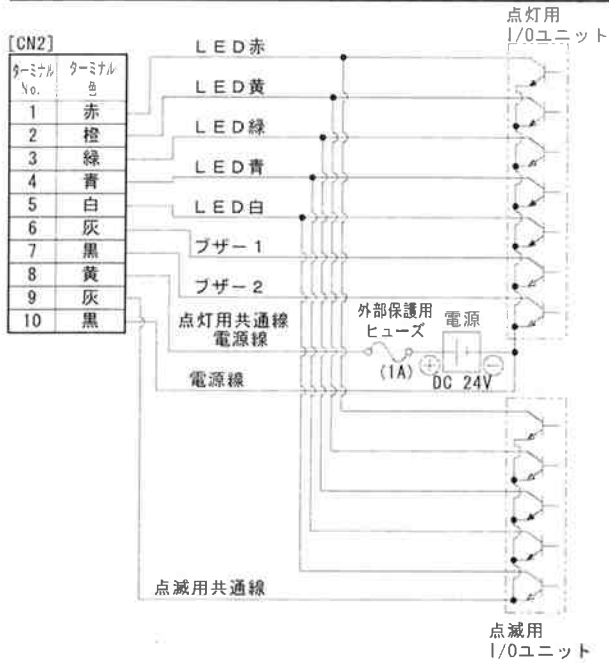 点灯用
I/Oユニット
[CN2]
ターミナル No. ターミナル 色
1 赤
2 橙
3 緑
4 青
5 白
6 灰
7 黒
8 黄
9 灰
10 黒
LED赤
LED黄
LED緑
LED青
LED白
ブザー1
ブザー2
点灯用共通線
電源線
外部保護用
ヒューズ
(1A)
電源
+ −
DC 24V
電源線
点滅用共通線
点滅用
I/Oユニット